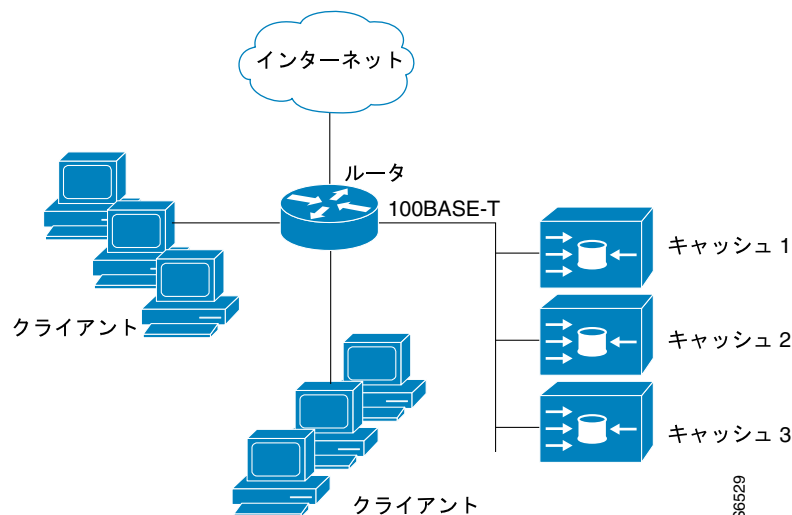 インターネット
ルータ
100BASE-T
キャッシュ 1
クライアント
キャッシュ 2
キャッシュ 3
クライアント